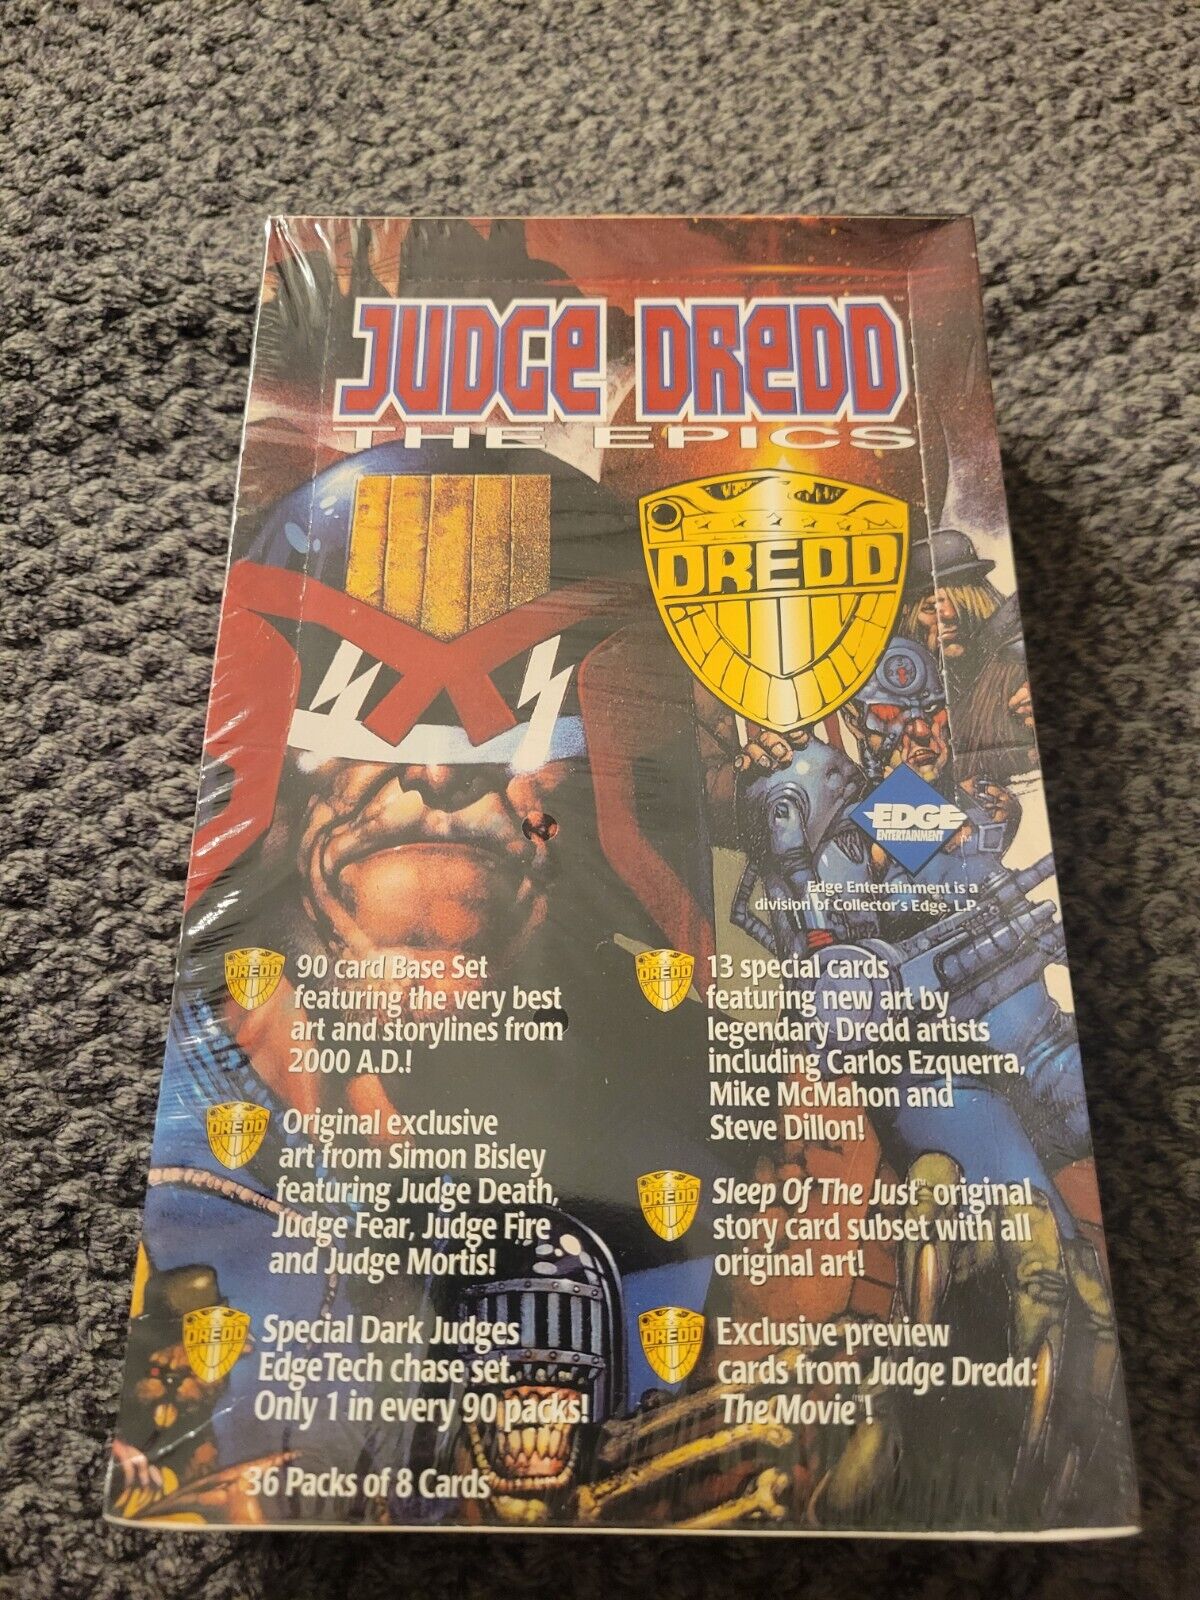 JUDGE DREDD™
THE EPICS
DREDD
EDGE
ENTERTAINMENT
TM
Edge Entertainment is a
division of Collector's Edge, L.P.
DREDD
90 card Base Set
featuring the very best
art and storylines from
2000 A.D.!
DREDD
Original exclusive
art from Simon Bisley
featuring Judge Death,
Judge Fear, Judge Fire
and Judge Mortis!
DREDD
Special Dark Judges
EdgeTech chase set.
Only 1 in every 90 packs!
36 Packs of 8 Cards
DREDD
13 special cards
featuring new art by
legendary Dredd artists
including Carlos Ezquerra,
Mike McMahon and
Steve Dillon!
DREDD
Sleep Of The Just™ original
story card subset with all
original art!
DREDD
Exclusive preview
cards from Judge Dredd:
The Movie™!